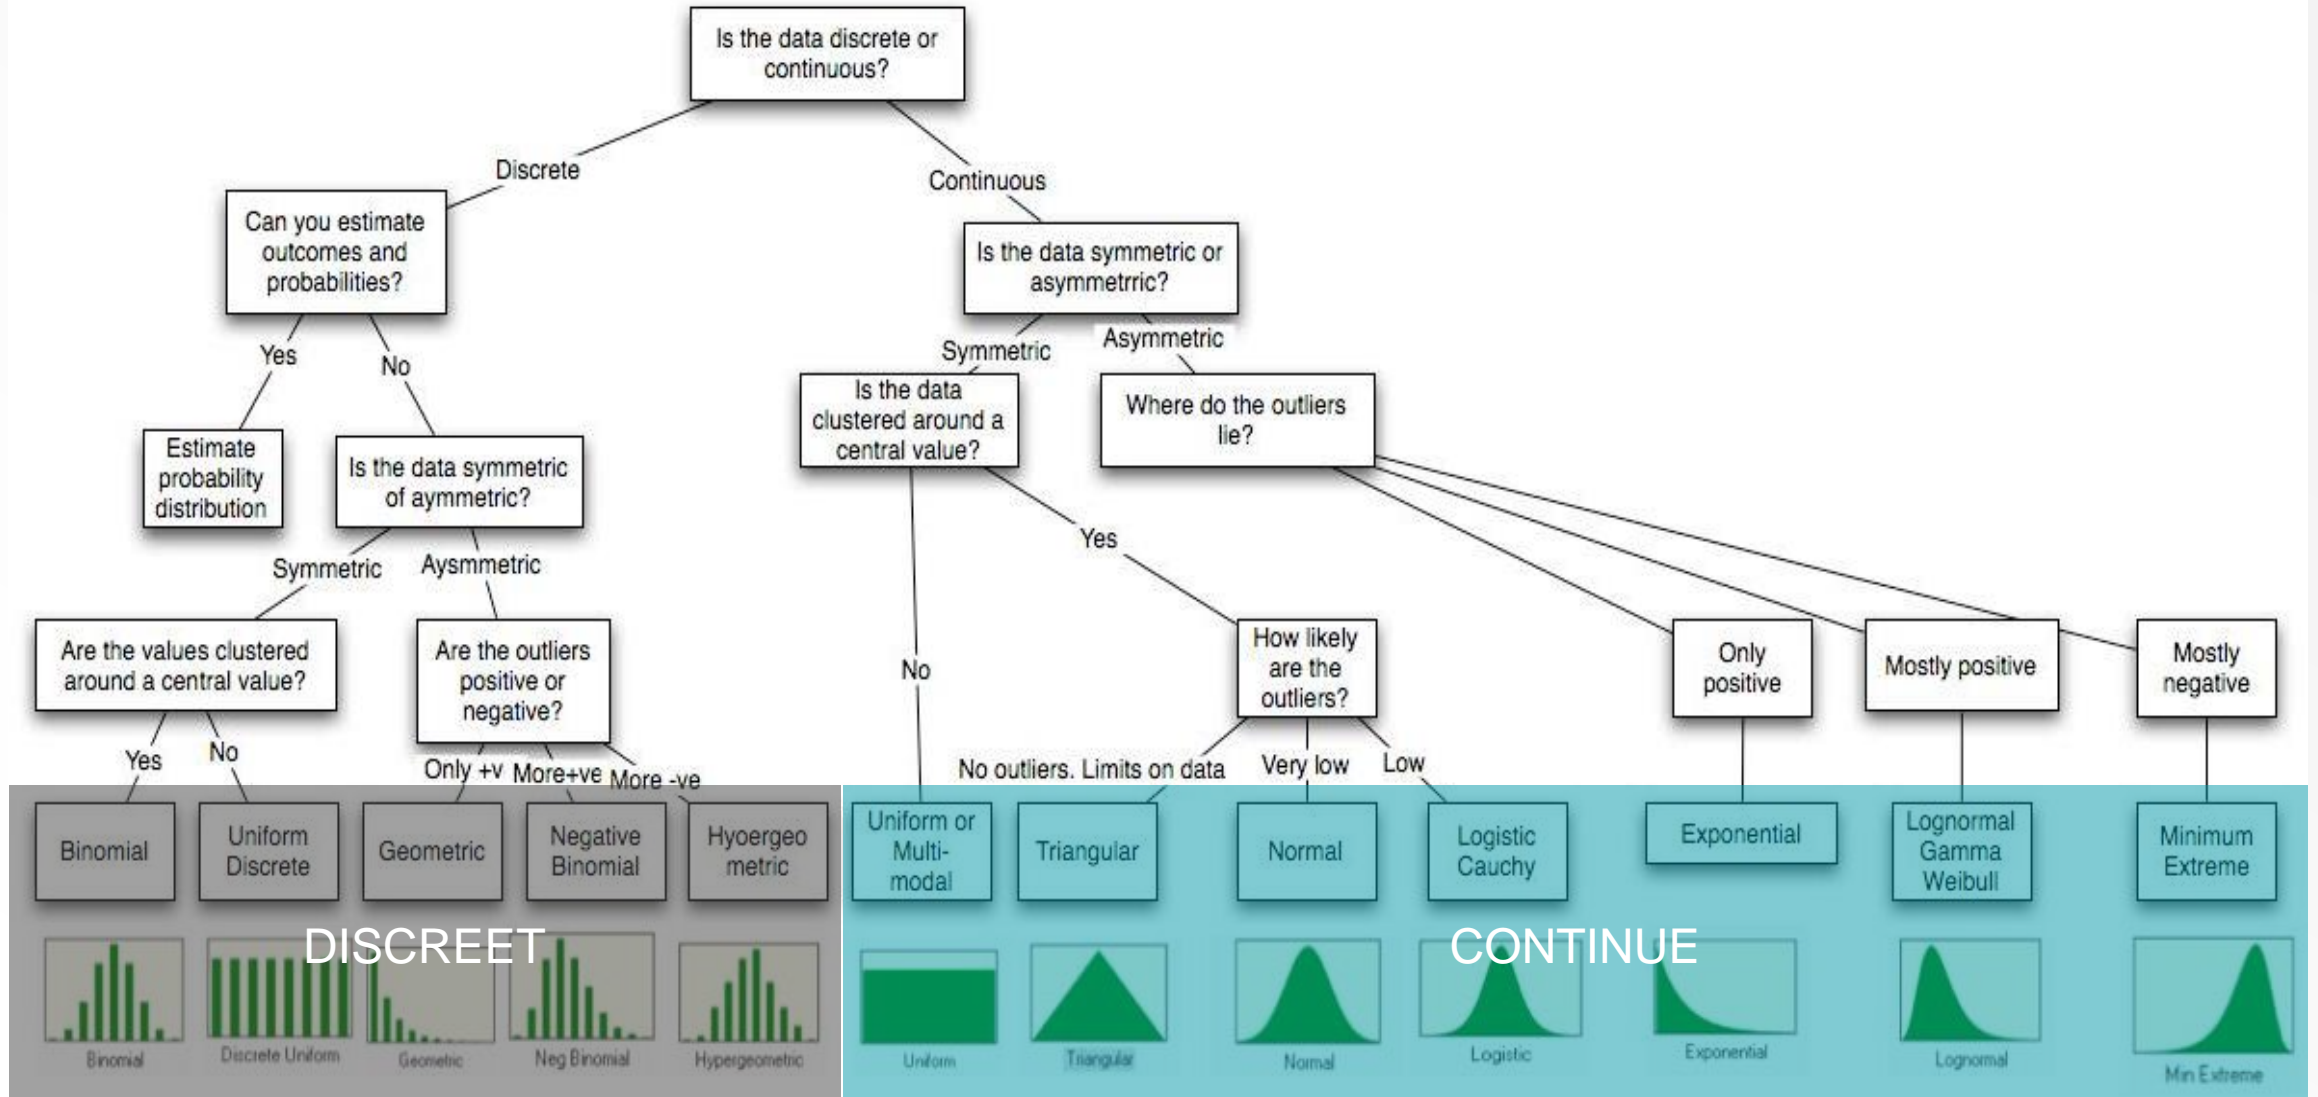 Is the data discrete or
continuous?
Discrete
Continuous
Can you estimate
outcomes and
probabilities?
Is the data symmetric or
asymmetrric?
Yes
No
Symmetric
Asymmetric
Estimate
probability
distribution
Is the data symmetric
of aymmetric?
Is the data
clustered around a
central value?
Where do the outliers
lie?
Symmetric
Aysmmetric
Yes
Are the values clustered
around a central value?
Are the outliers
positive or
negative?
No
How likely
are the
outliers?
Only
positive
Mostly positive
Mostly
negative
Yes
No
Only +v
More+ve
More -ve
No outliers. Limits on data
Very low
Low
Binomial
Uniform
Discrete
Geometric
Negative
Binomial
Hyoergeo
metric
Uniform or
Multi-
modal
Triangular
Normal
Logistic
Cauchy
Exponential
Lognormal
Gamma
Weibull
Minimum
Extreme
DISCREET
CONTINUE
Binomial
Discrete Uniform
Geometric
Neg Binomial
Hypergeometric
Uniform
Triangular
Normal
Logistic
Exponential
Lognormal
Min Extreme